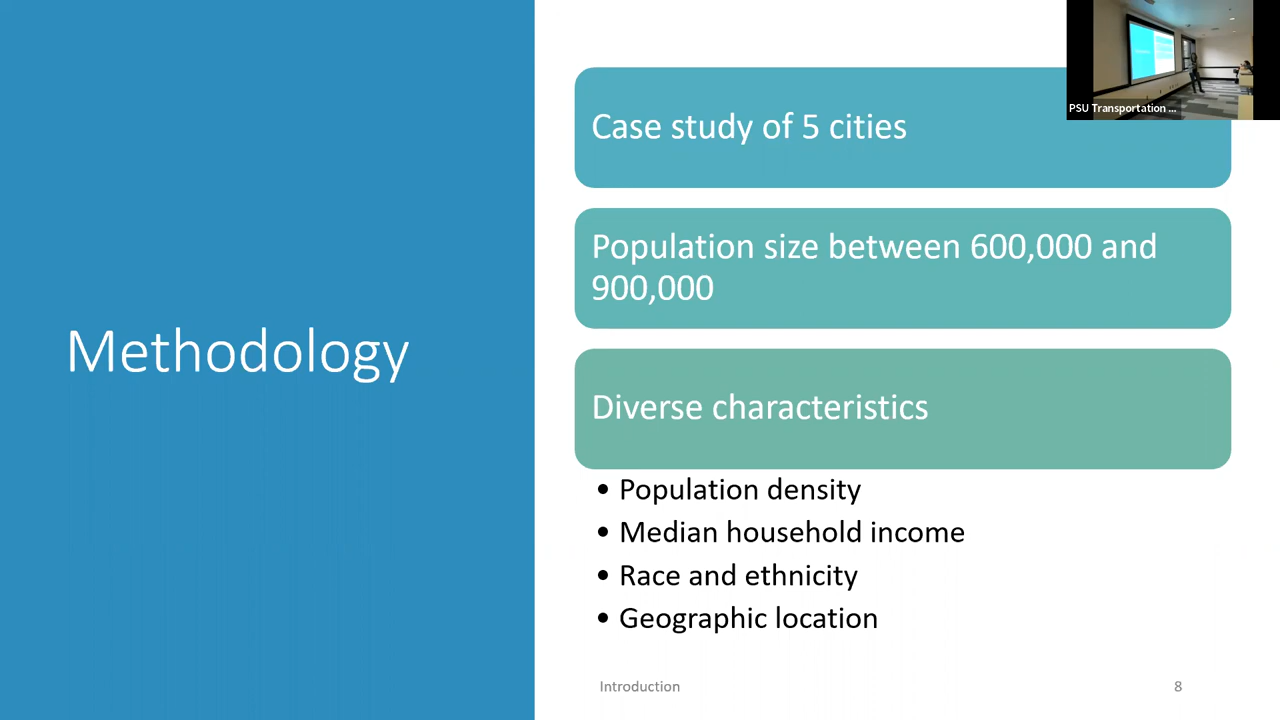 Methodology
Case study of 5 cities
Population size between 600,000 and
900,000
Diverse characteristics
• Population density
• Median household income
• Race and ethnicity
• Geographic location
Introduction
8
PSU Transportation ...